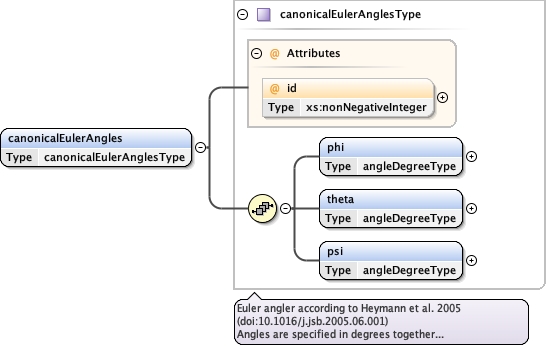 canonicalEulerAnglesType
@ Attributes
@ id
Type xs:nonNegativeInteger
canonicalEulerAngles
Type canonicalEulerAnglesType
phi
Type angleDegreeType
theta
Type angleDegreeType
psi
Type angleDegreeType
Euler angler according to Heymann et al. 2005
(doi:10.1016/j.jsb.2005.06.001)
Angles are specified in degrees together...